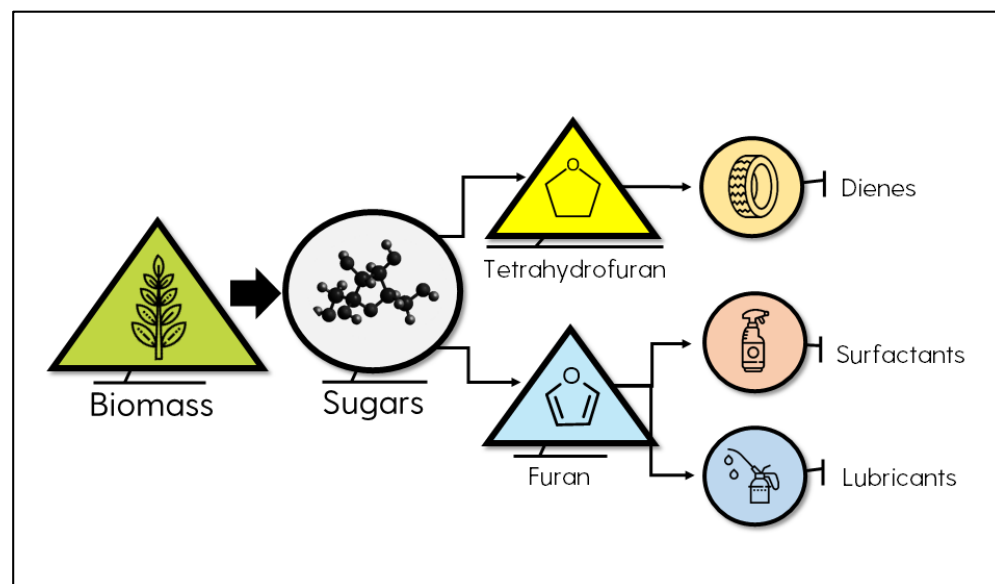 Biomass
Sugars
O
Tetrahydrofuran
Dienes
O
Furan
Surfactants
Lubricants